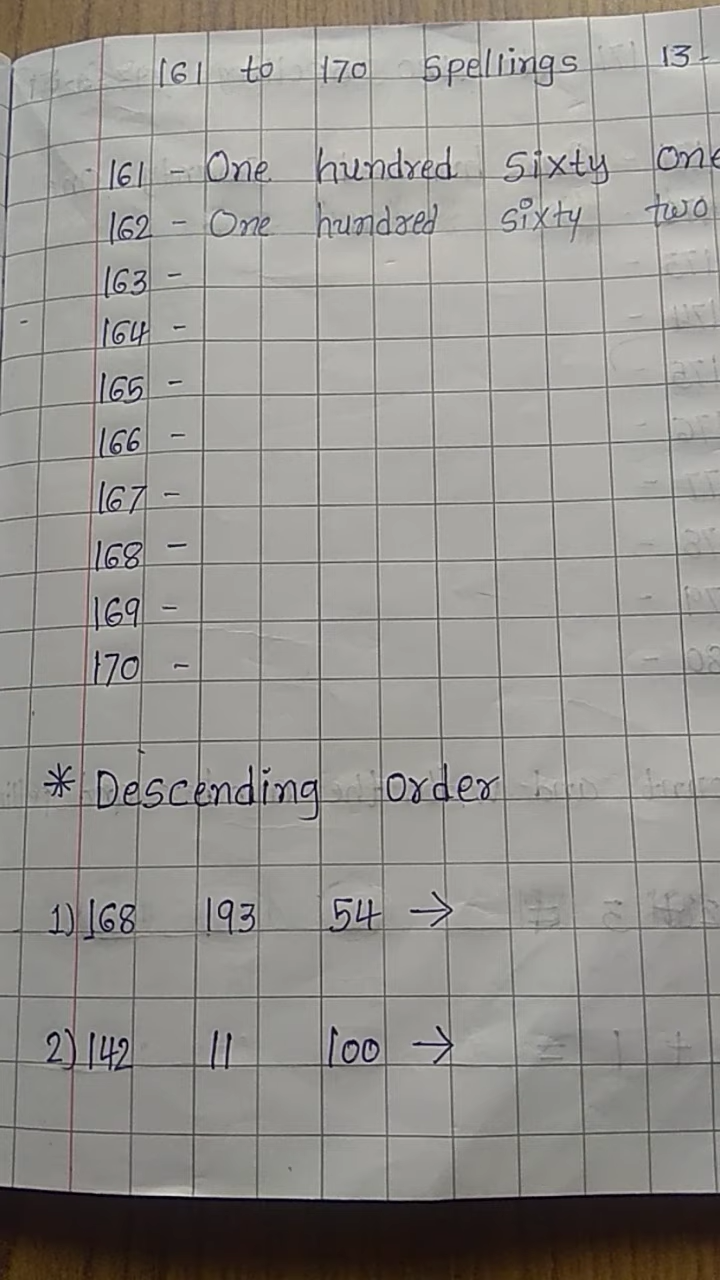 161 to 170 Spellings 13-
161 - One hundred sixty one
162 - One hundred sixty two
163 -
164 -
165 -
166 -
167 -
168 -
169 -
170 -
* Descending order
1) 168 193 54 →
2) 142 11 100 →